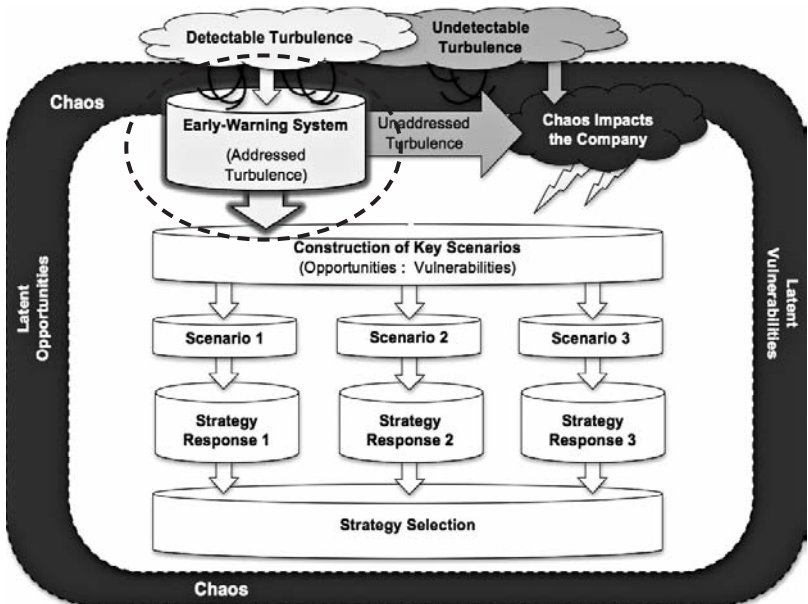 Detectable Turbulence
Undetectable
Turbulence
Chaos
Early-Warning System
(Addressed
Turbulence)
Unaddressed
Turbulence
Chaos Impacts
the Company
Latent
Opportunities
Latent
Vulnerabilities
Construction of Key Scenarios
(Opportunities : Vulnerabilities)
Scenario 1
Scenario 2
Scenario 3
Strategy
Response 1
Strategy
Response 2
Strategy
Response 3
Strategy Selection
Chaos